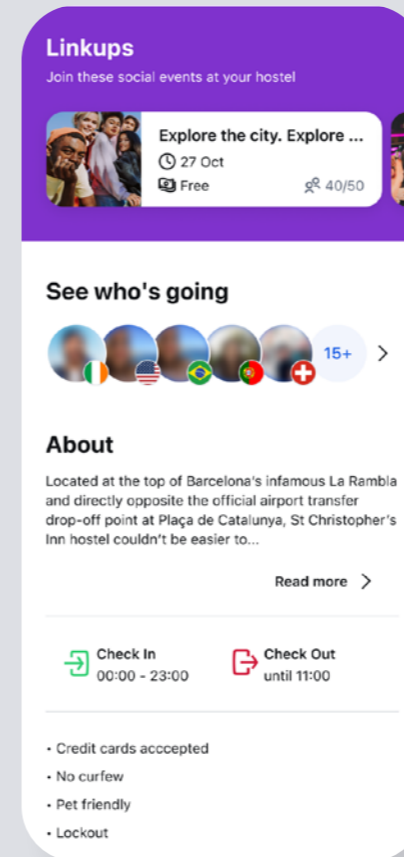 Linkups
Join these social events at your hostel
Explore the city. Explore ...
27 Oct
Free
40/50
See who's going
15+
About
Located at the top of Barcelona's infamous La Rambla
and directly opposite the official airport transfer
drop-off point at Plaça de Catalunya, St Christopher's
Inn hostel couldn't be easier to...
Read more
Check In
00:00 - 23:00
Check Out
until 11:00
• Credit cards acccepted
• No curfew
• Pet friendly
• Lockout